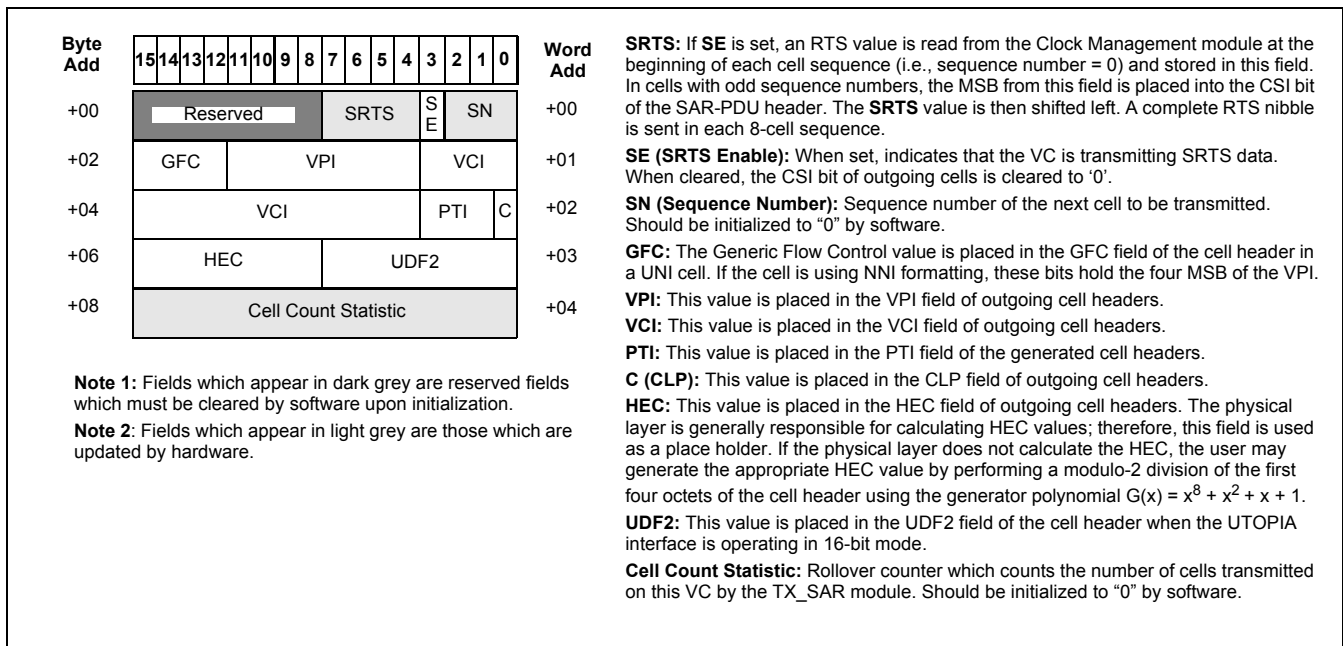 Byte Add
15 14 13 12 11 10 9 8 7 6 5 4 3 2 1 0
Word Add
+00 Reserved SRTS SE SN +00
+02 GFC VPI VCI +01
+04 VCI PTI C +02
+06 HEC UDF2 +03
+08 Cell Count Statistic +04
Note 1: Fields which appear in dark grey are reserved fields
which must be cleared by software upon initialization.
Note 2: Fields which appear in light grey are those which are
updated by hardware.
SRTS: If SE is set, an RTS value is read from the Clock Management module at the
beginning of each cell sequence (i.e., sequence number = 0) and stored in this field.
In cells with odd sequence numbers, the MSB from this field is placed into the CSI bit
of the SAR-PDU header. The SRTS value is then shifted left. A complete RTS nibble
is sent in each 8-cell sequence.
SE (SRTS Enable): When set, indicates that the VC is transmitting SRTS data.
When cleared, the CSI bit of outgoing cells is cleared to ‘0’.
SN (Sequence Number): Sequence number of the next cell to be transmitted.
Should be initialized to “0” by software.
GFC: The Generic Flow Control value is placed in the GFC field of the cell header in
a UNI cell. If the cell is using NNI formatting, these bits hold the four MSB of the VPI.
VPI: This value is placed in the VPI field of outgoing cell headers.
VCI: This value is placed in the VCI field of outgoing cell headers.
PTI: This value is placed in the PTI field of the generated cell headers.
C (CLP): This value is placed in the CLP field of outgoing cell headers.
HEC: This value is placed in the HEC field of outgoing cell headers. The physical
layer is generally responsible for calculating HEC values; therefore, this field is used
as a place holder. If the physical layer does not calculate the HEC, the user may
generate the appropriate HEC value by performing a modulo-2 division of the first
four octets of the cell header using the generator polynomial G(x) = x⁸ + x² + x + 1.
UDF2: This value is placed in the UDF2 field of the cell header when the UTOPIA
interface is operating in 16-bit mode.
Cell Count Statistic: Rollover counter which counts the number of cells transmitted
on this VC by the TX_SAR module. Should be initialized to “0” by software.